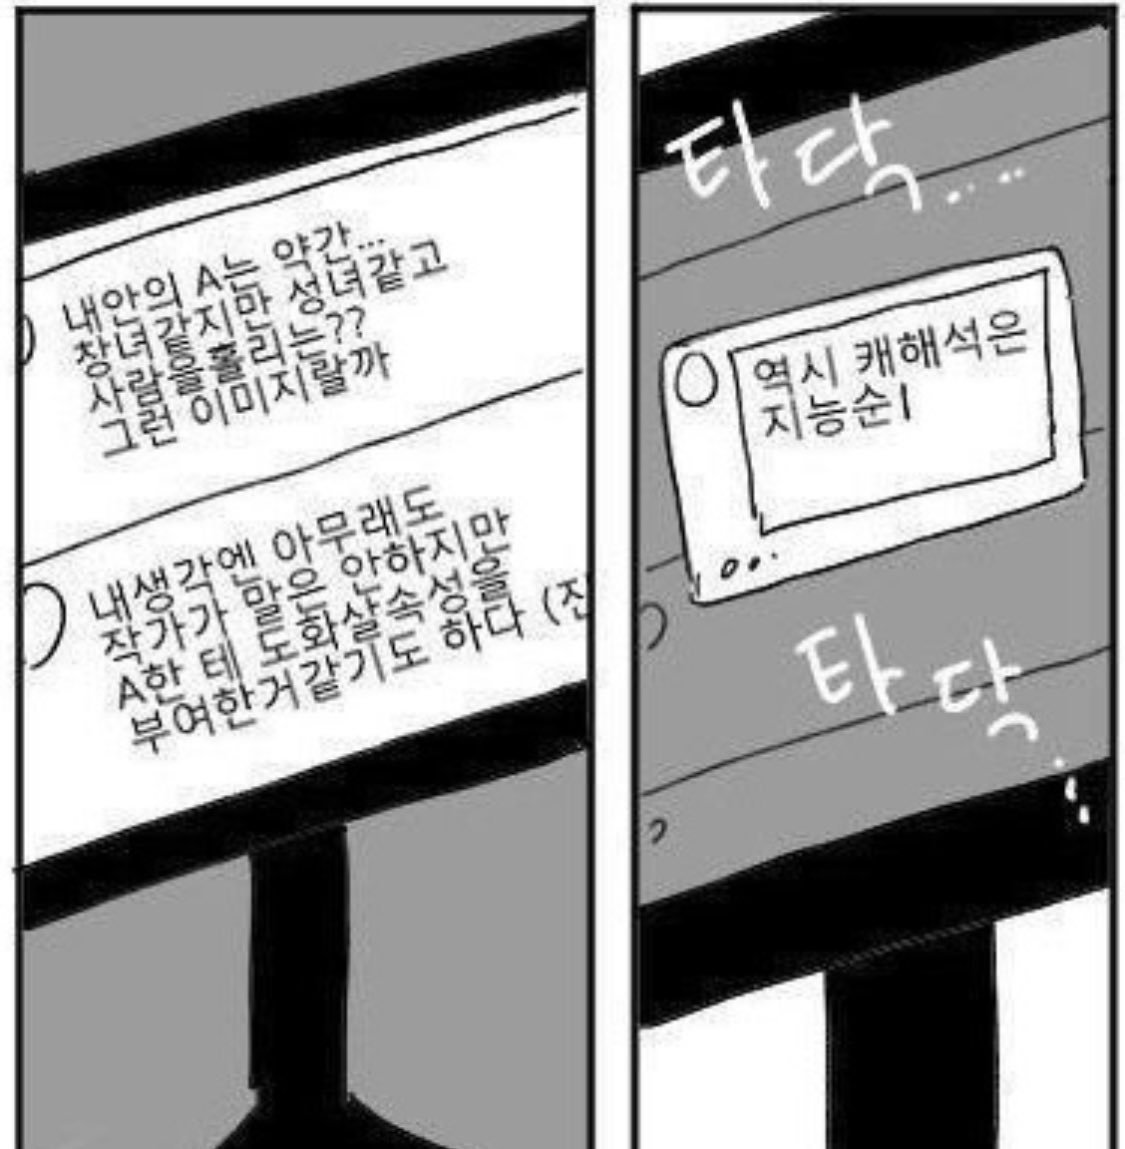 내안의 A는 약간...
창녀같지만 성녀같고
사람을 홀리는??
그런 이미지랄까
내생각엔 아무래도
작가가 말은 안하지만
A한 테 도화살속성을
부여한거같기도 하다 (진
타닥....
역시 캐해석은
지능순
타닥...